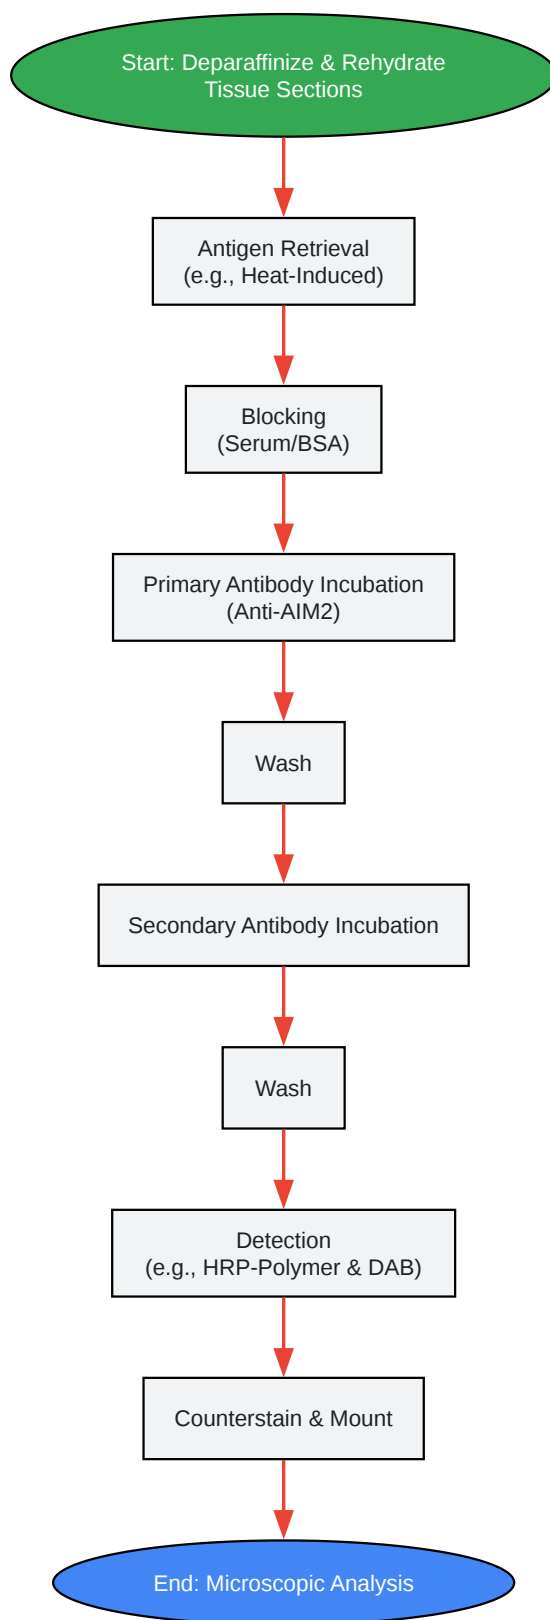 Start: Deparaffinize & Rehydrate
Tissue Sections
Antigen Retrieval
(e.g., Heat-Induced)
Blocking
(Serum/BSA)
Primary Antibody Incubation
(Anti-AIM2)
Wash
Secondary Antibody Incubation
Wash
Detection
(e.g., HRP-Polymer & DAB)
Counterstain & Mount
End: Microscopic Analysis